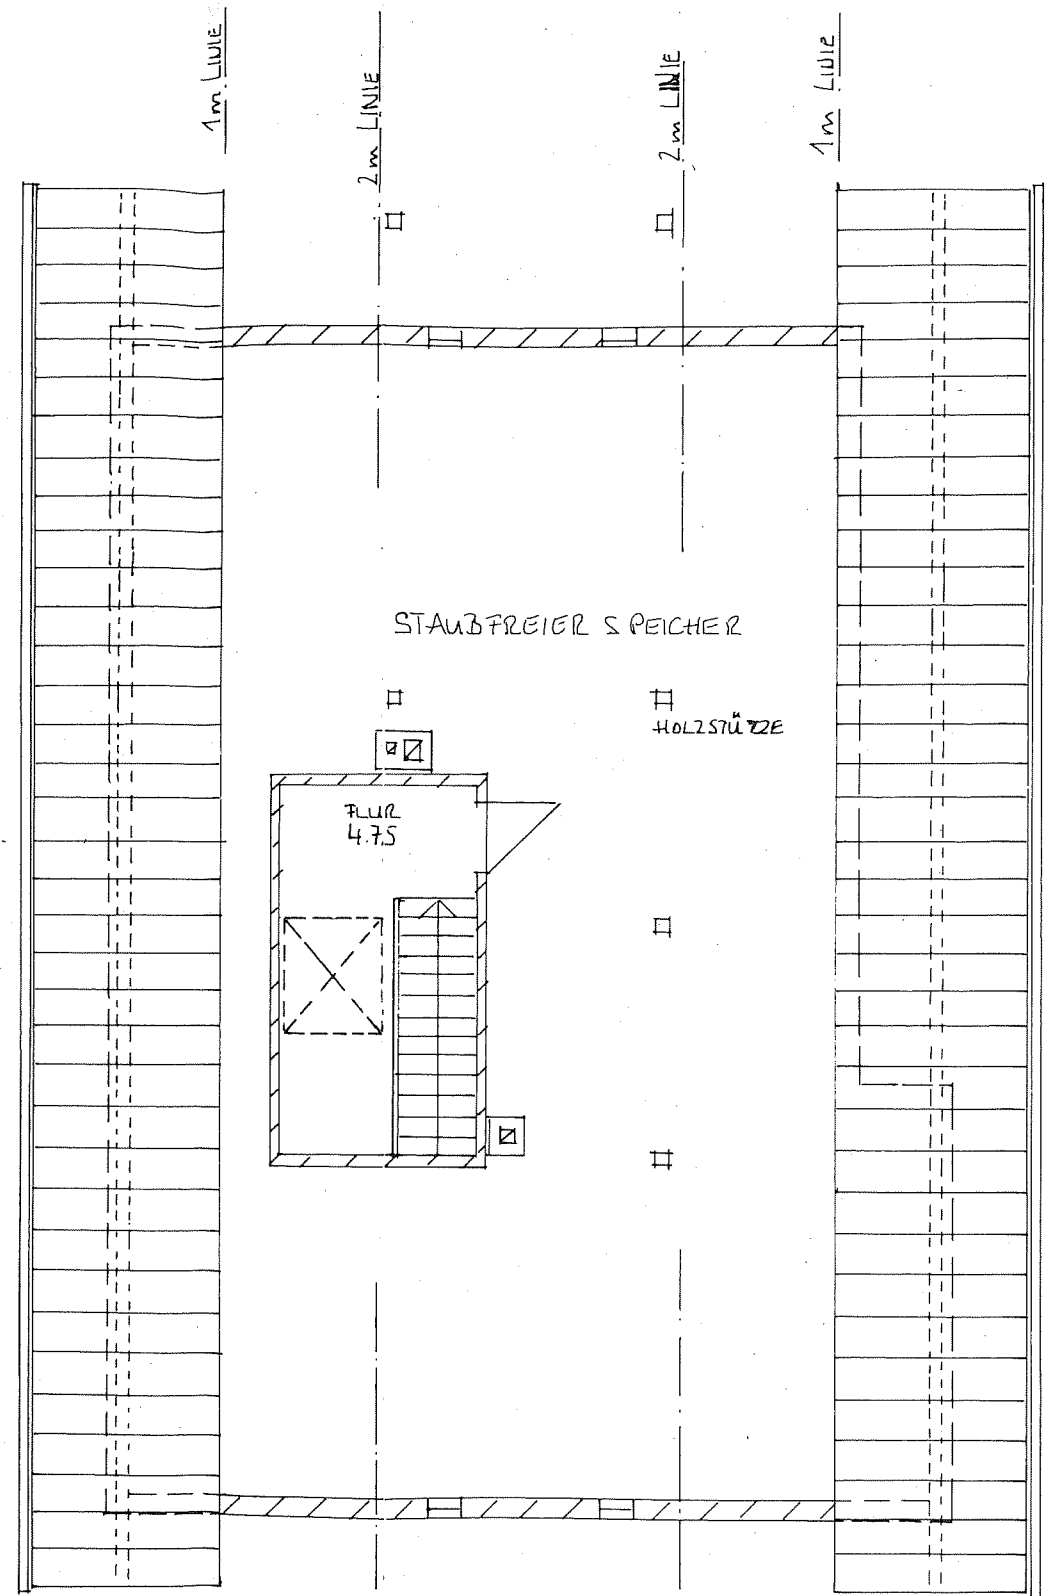 1m LINIE
2m LINIE
2m LINIE
1m LINIE
STAUBFREIER SPEICHER
HOLZSTÜTZE
FLUR
4.75